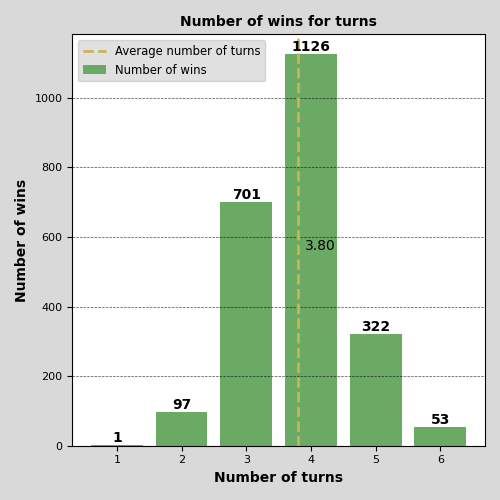 Number of wins for turns
Average number of turns
Number of wins
1126
1000
800
701
600
3.80
400
322
200
97
53
1
0
1 2 3 4 5 6
Number of wins
Number of turns